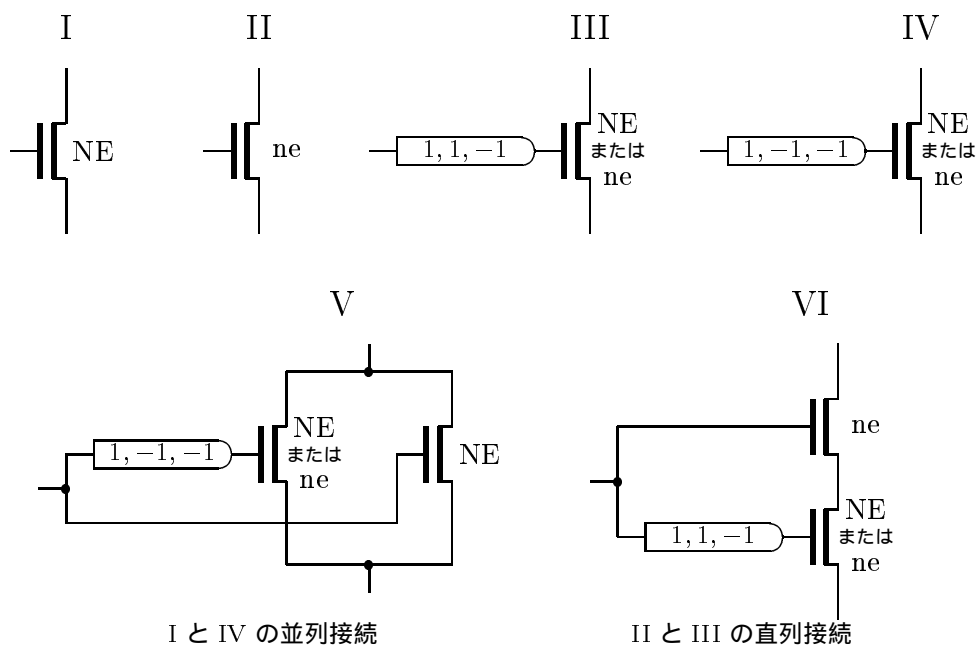 I
II
III
IV
NE
ne
1, 1, −1
NE
または
ne
1, −1, −1
NE
または
ne
V
VI
1, −1, −1
NE
または
ne
NE
ne
1, 1, −1
NE
または
ne
I と IV の並列接続
II と III の直列接続